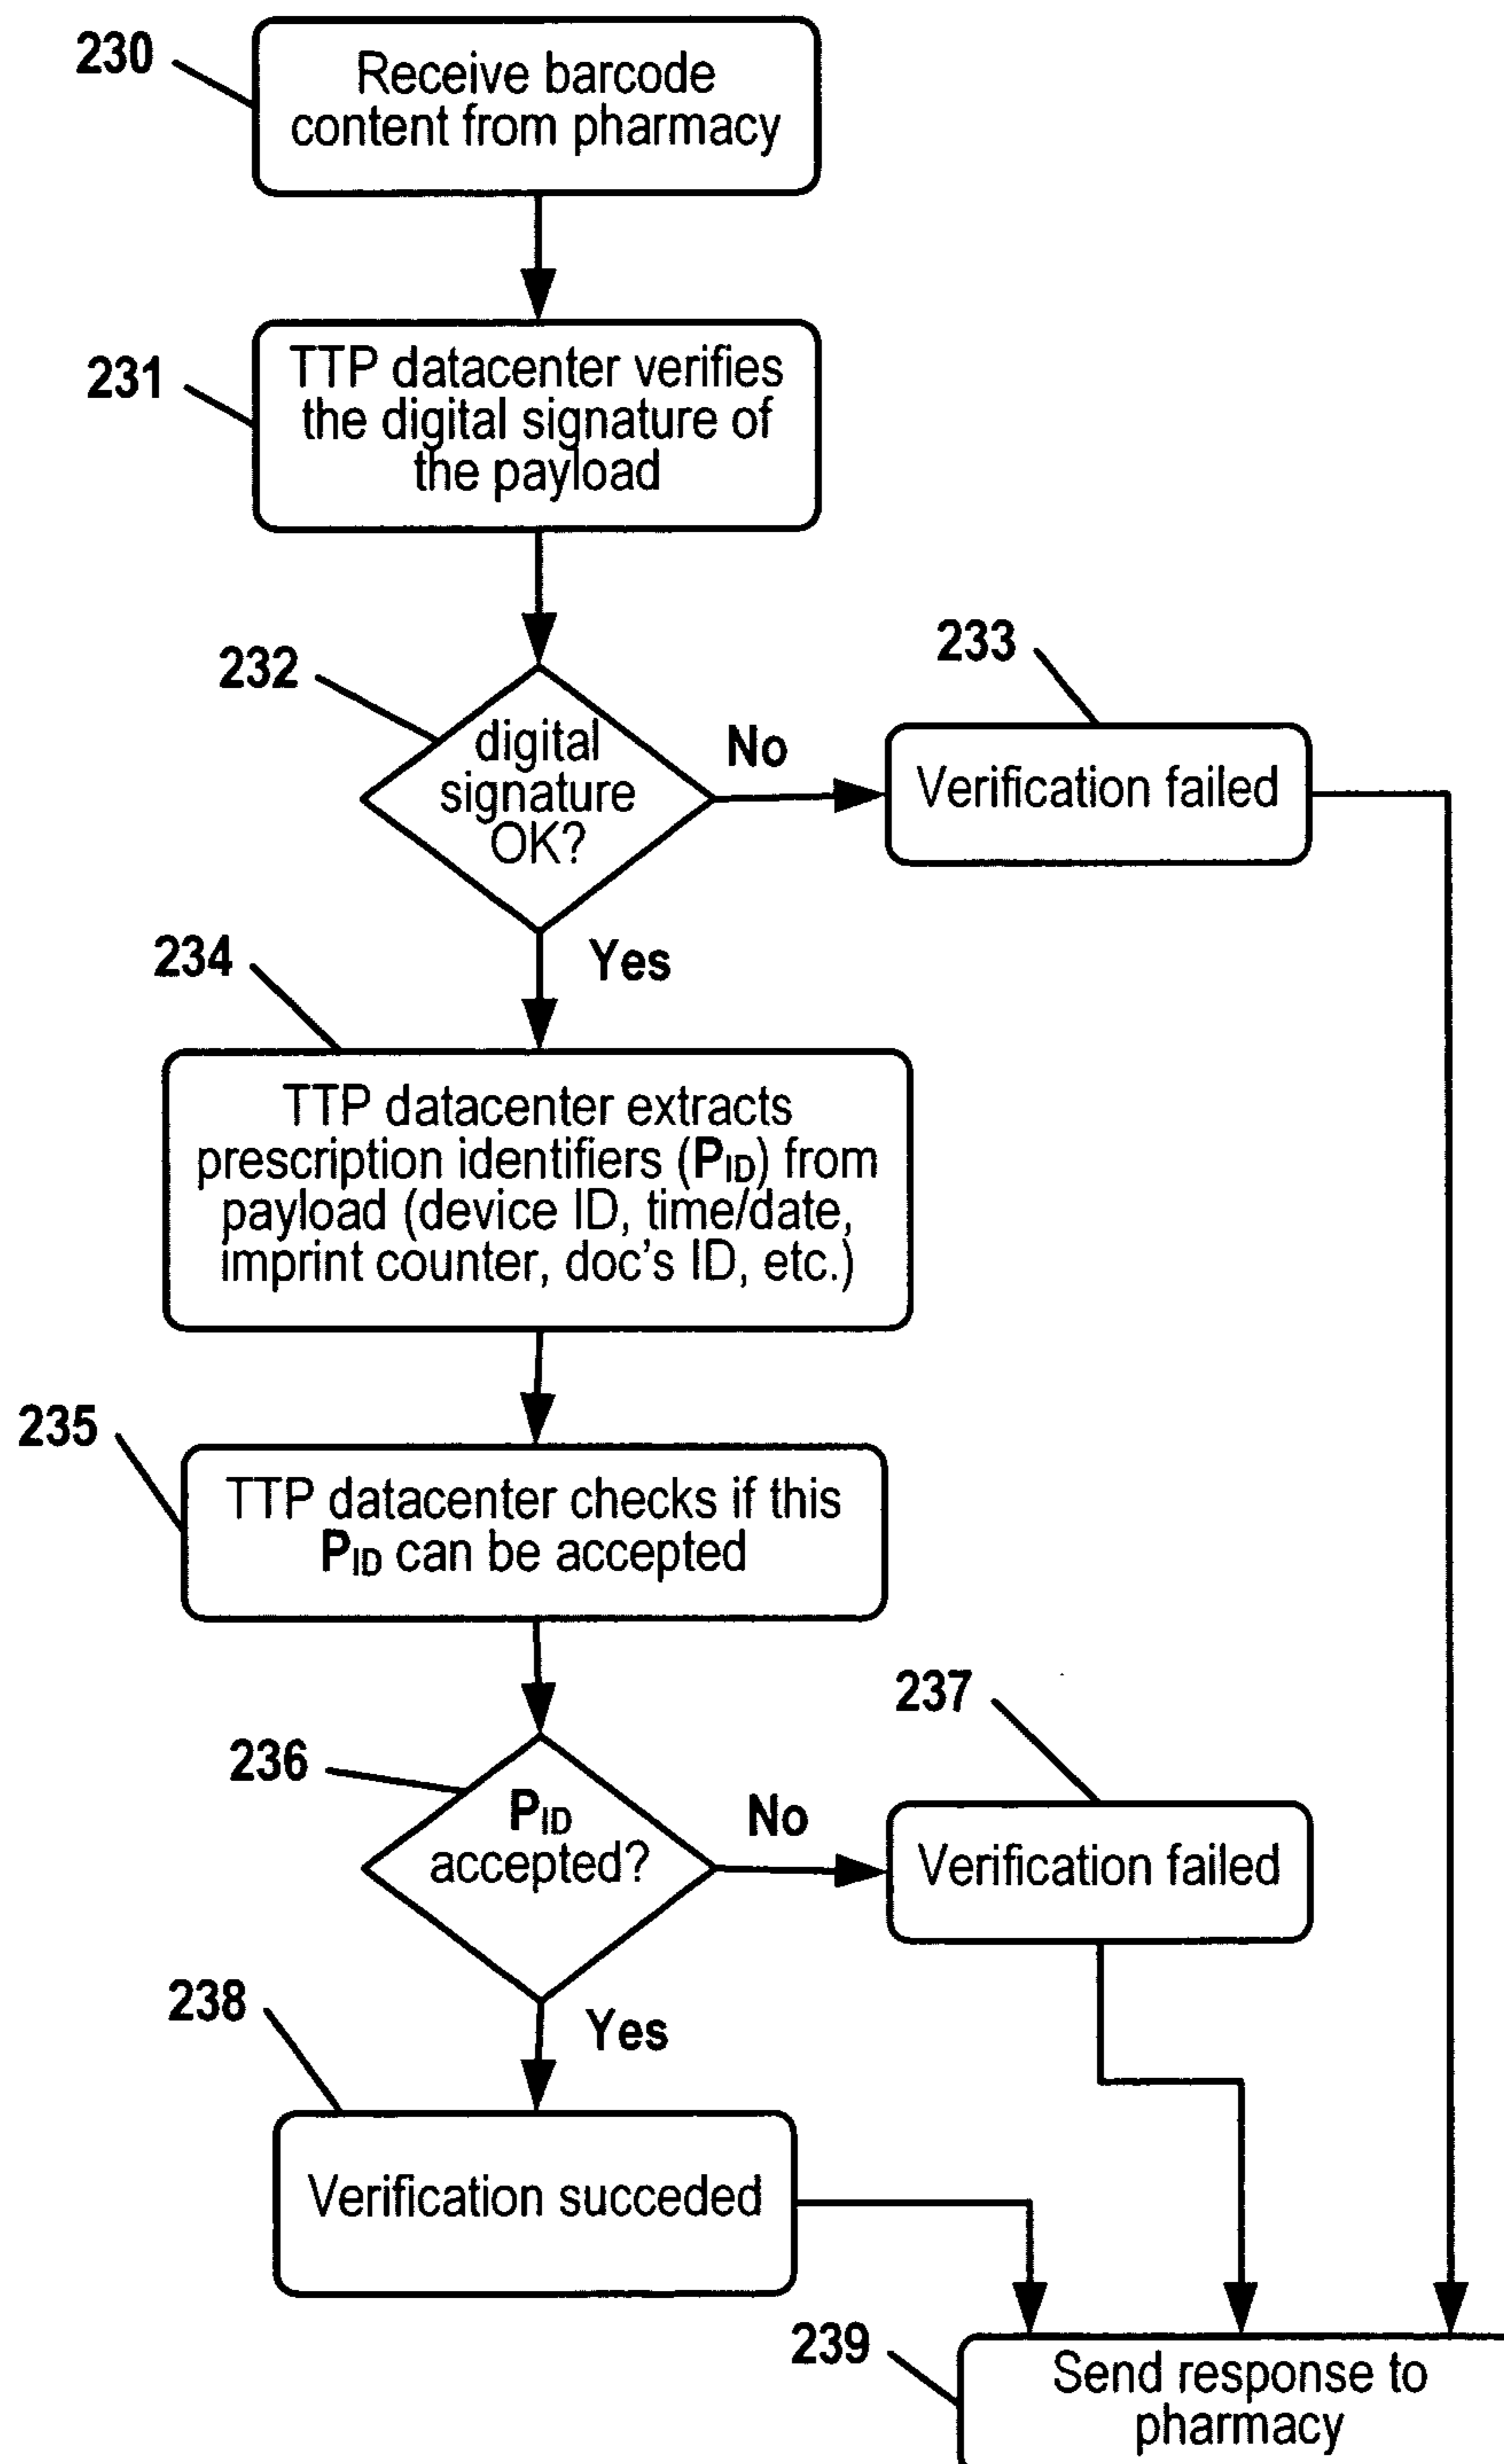 230
Receive barcode
content from pharmacy
231
TTP datacenter verifies
the digital signature of
the payload
232
digital
signature
OK?
No
233
Verification failed
Yes
234
TTP datacenter extracts
prescription identifiers (PID) from
payload (device ID, time/date,
imprint counter, doc's ID, etc.)
235
TTP datacenter checks if this
PID can be accepted
236
PID
accepted?
No
237
Verification failed
Yes
238
Verification succeded
239
Send response to
pharmacy